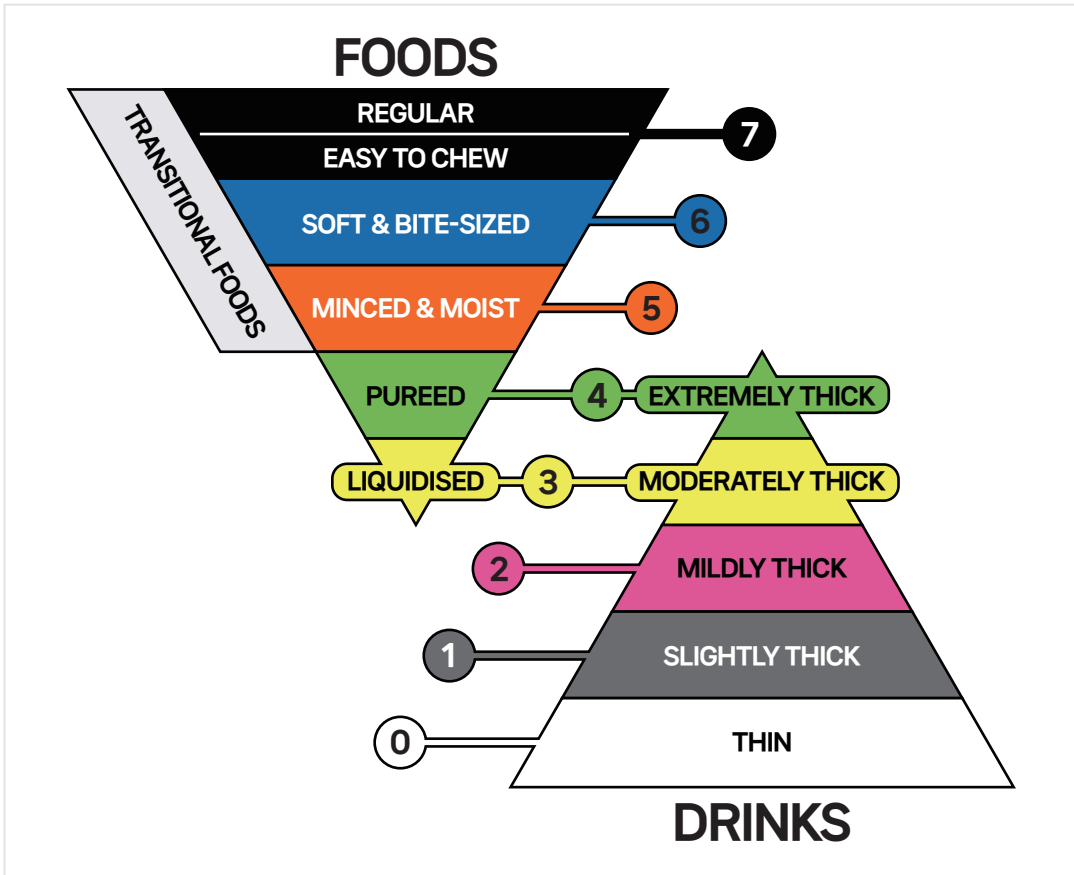 FOODS
REGULAR
7
EASY TO CHEW
TRANSITIONAL FOODS
SOFT & BITE-SIZED
6
MINCED & MOIST
5
PUREED
4
EXTREMELY THICK
LIQUIDISED
3
MODERATELY THICK
2
MILDLY THICK
1
SLIGHTLY THICK
0
THIN
DRINKS